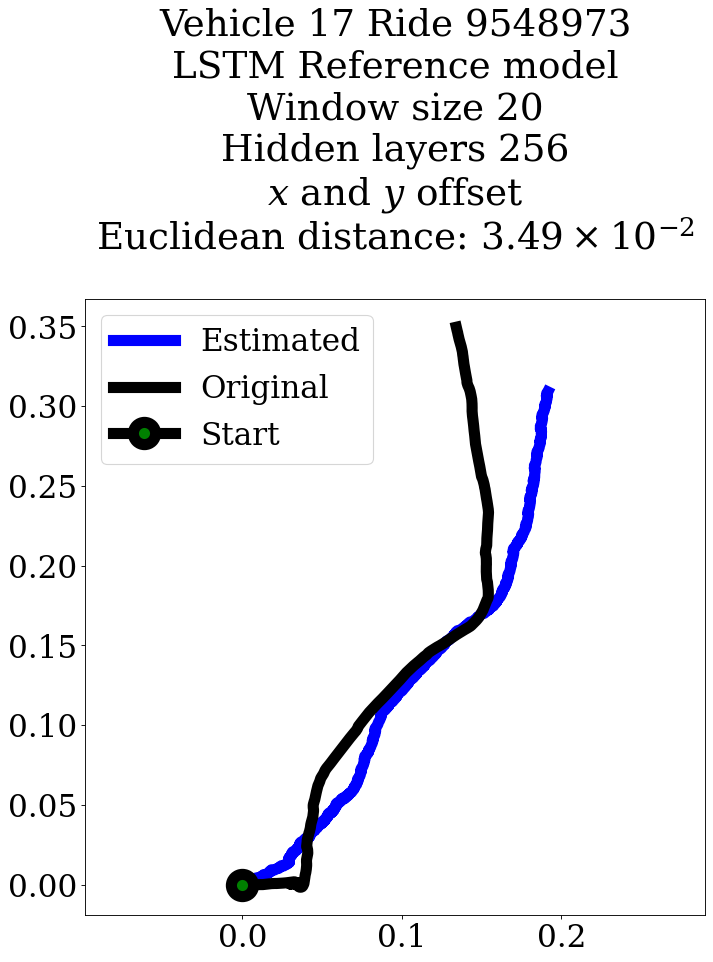 Vehicle 17 Ride 9548973
LSTM Reference model
Window size 20
Hidden layers 256
x and y offset
Euclidean distance: 3.49 × 10⁻²
Estimated
Original
Start
0.35
0.30
0.25
0.20
0.15
0.10
0.05
0.00
0.0 0.1 0.2